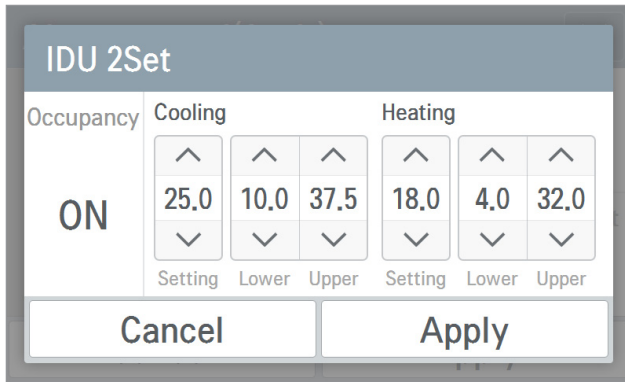 IDU 2Set
Occupancy Cooling Heating
25.0 10.0 37.5 18.0 4.0 32.0
ON
Setting Lower Upper Setting Lower Upper
Cancel Apply